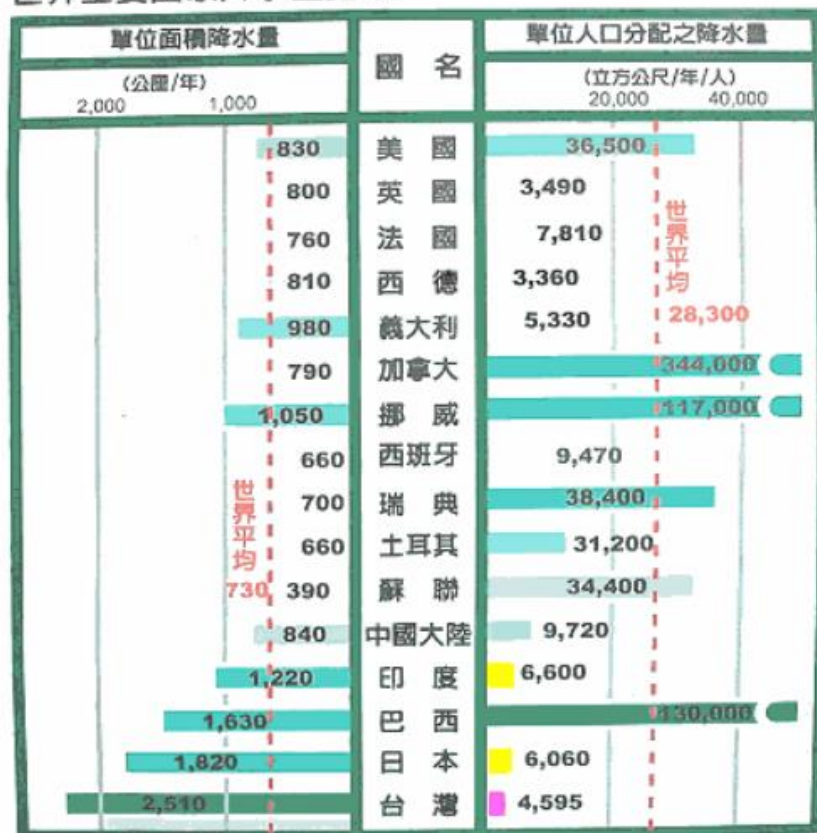 單位面積降水量 國名 單位人口分配之降水量
(公厘/年) (立方公尺/年/人)
2,000 1,000 20,000 40,000
830 美國 36,500
800 英國 3,490
760 法國 7,810
810 西德 3,360
980 義大利 5,330
790 加拿大 344,000
1,050 挪威 117,000
660 西班牙 9,470
700 瑞典 38,400
660 土耳其 31,200
390 蘇聯 34,400
840 中國大陸 9,720
1,220 印度 6,600
1,630 巴西 130,000
1,820 日本 6,060
2,510 台灣 4,595
世界平均
730
世界平均
28,300